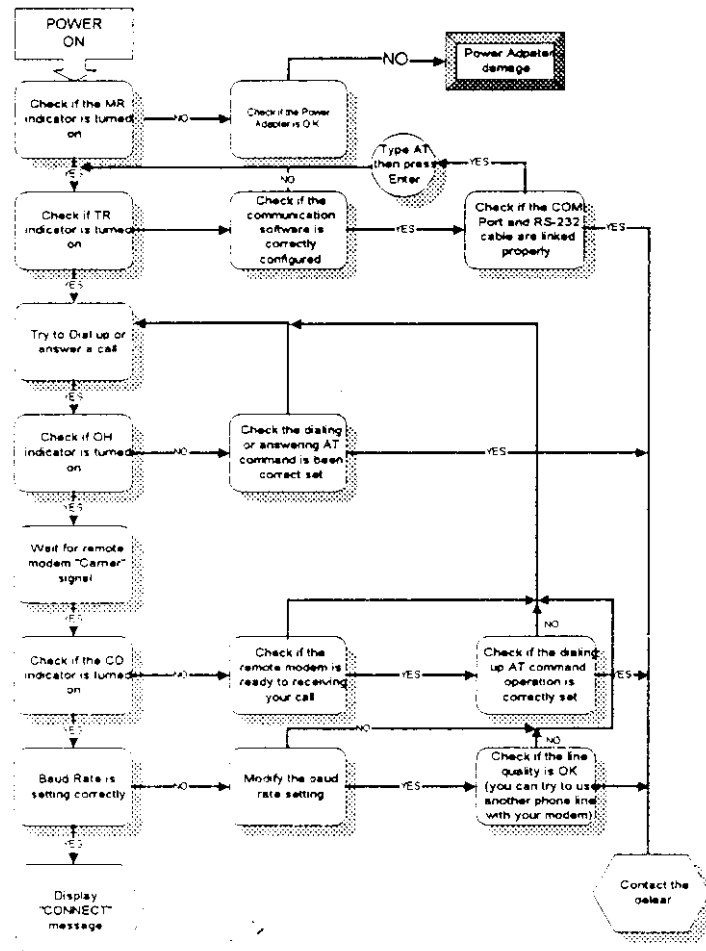 POWER
ON
NO
Power Adpater
damage
Check if the MR
indicator is turned
on
NO
Check if the Power
Adapter is OK
YES
Type AT
then press
Enter
YES
NO
Check if TR
indicator is turned
on
Check if the
communication
software is
correctly
configured
YES
Check if the COM
Port and RS-232
cable are linked
property
YES
YES
Try to Dial up or
answer a call
YES
Check if OH
indicator is turned
on
NO
Check the dialing
or answering AT
command is been
correct set
YES
YES
Wait for remote
modem "Carrier"
signal
YES
NO
Check if the CD
indicator is turned
on
NO
Check if the
remote modem is
ready to receiving
your call
YES
Check if the dialing
up AT command
operation is
correctly set
YES
YES
NO
NO
Baud Rate is
setting correctly
NO
Modify the baud
rate setting
YES
Check if the line
quality is OK
(you can try to use
another phone line
with your modem)
YES
YES
Display
"CONNECT"
message
Contact the
delear